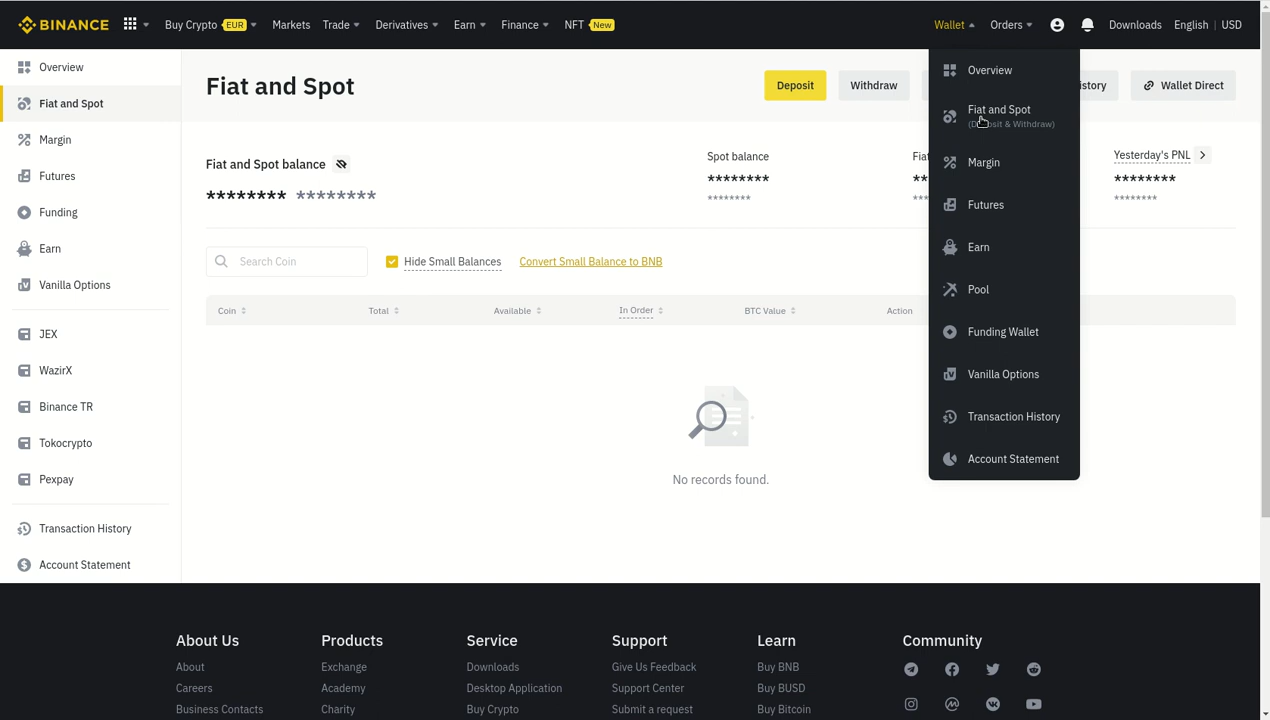 BINANCE
Buy Crypto EUR
Markets
Trade
Derivatives
Earn
Finance
NFT New
Wallet
Orders
Downloads
English | USD
Overview
Fiat and Spot
Margin
Futures
Funding
Earn
Vanilla Options
JEX
WazirX
Binance TR
Tokocrypto
Pexpay
Transaction History
Account Statement
Fiat and Spot
Deposit
Withdraw
Wallet Direct
Fiat and Spot balance
******** ********
Spot balance
********
********
Yesterday's PNL
********
********
Search Coin
Hide Small Balances
Convert Small Balance to BNB
Coin
Total
Available
In Order
BTC Value
Action
No records found.
Overview
Fiat and Spot
& Withdraw)
Margin
Futures
Earn
Pool
Funding Wallet
Vanilla Options
Transaction History
Account Statement
About Us
About
Careers
Business Contacts
Products
Exchange
Academy
Charity
Service
Downloads
Desktop Application
Buy Crypto
Support
Give Us Feedback
Support Center
Submit a request
Learn
Buy BNB
Buy BUSD
Buy Bitcoin
Community